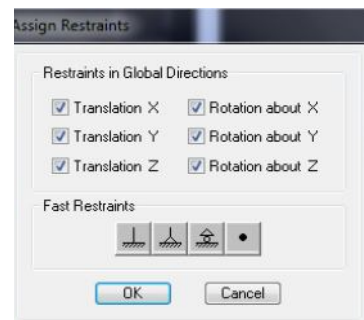 Assign Restraints
Restraints in Global Directions
Translation X Rotation about X
Translation Y Rotation about Y
Translation Z Rotation about Z
Fast Restraints
OK Cancel